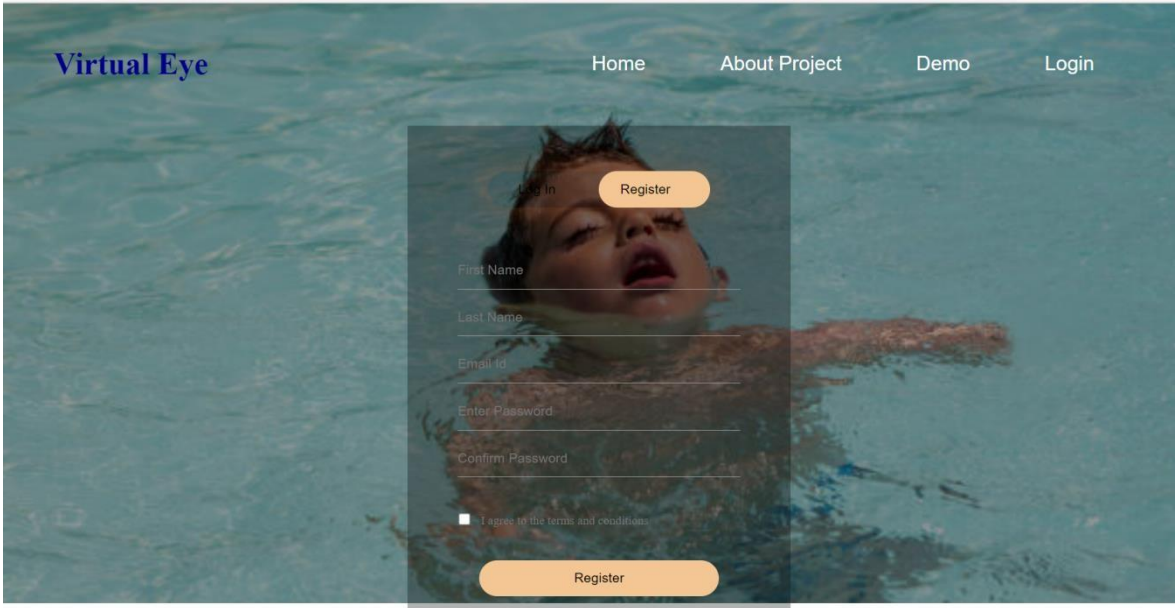 Virtual Eye Home About Project Demo Login
Log In Register
First Name
Last Name
Email Id
Enter Password
Confirm Password
I agree to the terms and conditions
Register